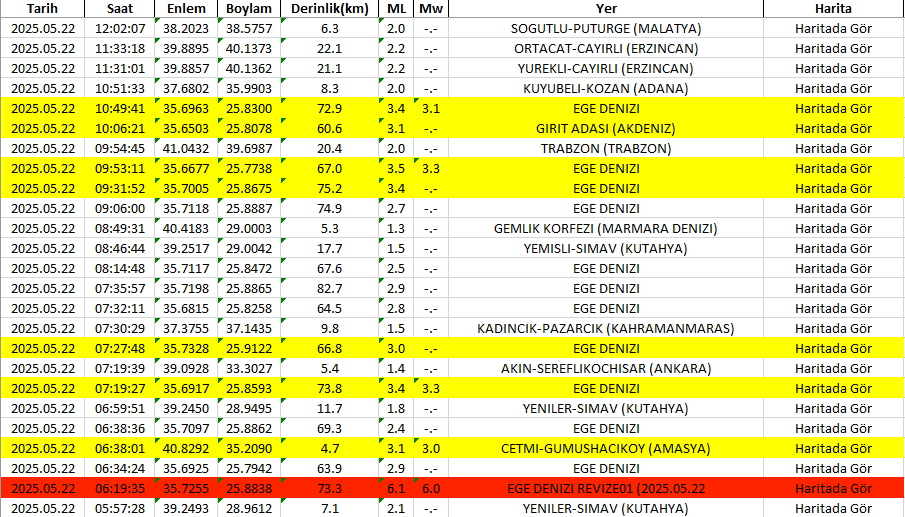 Tarih Saat Enlem Boylam Derinlik(km) ML Mw Yer Harita
2025.05.22 12:02:07 38.2023 38.5757 6.3 2.0 -.- SOGUTLU-PUTURGE (MALATYA) Haritada Gör
2025.05.22 11:33:18 39.8895 40.1373 22.1 2.2 -.- ORTACAT-CAYIRLI (ERZINCAN) Haritada Gör
2025.05.22 11:31:01 39.8857 40.1362 21.1 2.2 -.- YUREKLI-CAYIRLI (ERZINCAN) Haritada Gör
2025.05.22 10:51:33 37.6802 35.9903 8.3 2.0 -.- KUYUBELI-KOZAN (ADANA) Haritada Gör
2025.05.22 10:49:41 35.6963 25.8300 72.9 3.4 3.1 EGE DENIZI Haritada Gör
2025.05.22 10:06:21 35.6503 25.8078 60.6 3.1 -.- GIRIT ADASI (AKDENIZ) Haritada Gör
2025.05.22 09:54:45 41.0432 39.6987 20.4 2.0 -.- TRABZON (TRABZON) Haritada Gör
2025.05.22 09:53:11 35.6677 25.7738 67.0 3.5 3.3 EGE DENIZI Haritada Gör
2025.05.22 09:31:52 35.7005 25.8675 75.2 3.4 -.- EGE DENIZI Haritada Gör
2025.05.22 09:06:00 35.7118 25.8887 74.9 2.7 -.- EGE DENIZI Haritada Gör
2025.05.22 08:49:31 40.4183 29.0003 5.3 1.3 -.- GEMLIK KORFEZI (MARMARA DENIZI) Haritada Gör
2025.05.22 08:46:44 39.2517 29.0042 17.7 1.5 -.- YEMISLI-SIMAV (KUTAHYA) Haritada Gör
2025.05.22 08:14:48 35.7117 25.8472 67.6 2.5 -.- EGE DENIZI Haritada Gör
2025.05.22 07:35:57 35.7198 25.8865 82.7 2.9 -.- EGE DENIZI Haritada Gör
2025.05.22 07:32:11 35.6815 25.8258 64.5 2.8 -.- EGE DENIZI Haritada Gör
2025.05.22 07:30:29 37.3755 37.1435 9.8 1.5 -.- KADINCIK-PAZARCIK (KAHRAMANMARAS) Haritada Gör
2025.05.22 07:27:48 35.7328 25.9122 66.8 3.0 -.- EGE DENIZI Haritada Gör
2025.05.22 07:19:39 39.0928 33.3027 5.4 1.4 -.- AKIN-SEREFLIKOCHISAR (ANKARA) Haritada Gör
2025.05.22 07:19:27 35.6917 25.8593 73.8 3.4 3.3 EGE DENIZI Haritada Gör
2025.05.22 06:59:51 39.2450 28.9495 11.7 1.8 -.- YENILER-SIMAV (KUTAHYA) Haritada Gör
2025.05.22 06:38:36 35.7097 25.8862 69.3 2.4 -.- EGE DENIZI Haritada Gör
2025.05.22 06:38:01 40.8292 35.2090 4.7 3.1 3.0 CETMI-GUMUSHACIKOY (AMASYA) Haritada Gör
2025.05.22 06:34:24 35.6925 25.7942 63.9 2.9 -.- EGE DENIZI Haritada Gör
2025.05.22 06:19:35 35.7255 25.8838 73.3 6.1 6.0 EGE DENIZI REVIZE01 (2025.05.22 Haritada Gör
2025.05.22 05:57:28 39.2493 28.9612 7.1 2.1 -.- YENILER-SIMAV (KUTAHYA) Haritada Gör